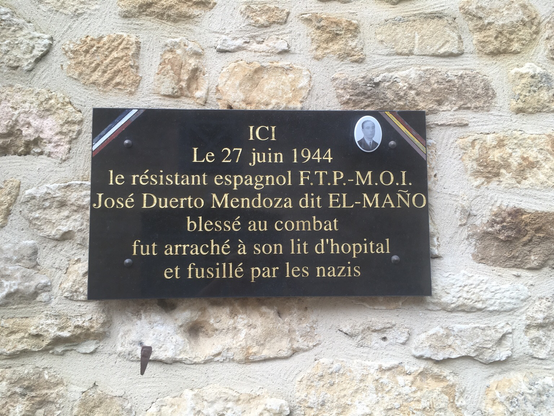 ICI
Le 27 juin 1944
le résistant espagnol F.T.P.-M.O.I.
José Duerto Mendoza dit EL-MAÑO
blessé au combat
fut arraché à son lit d'hopital
et fusillé par les nazis